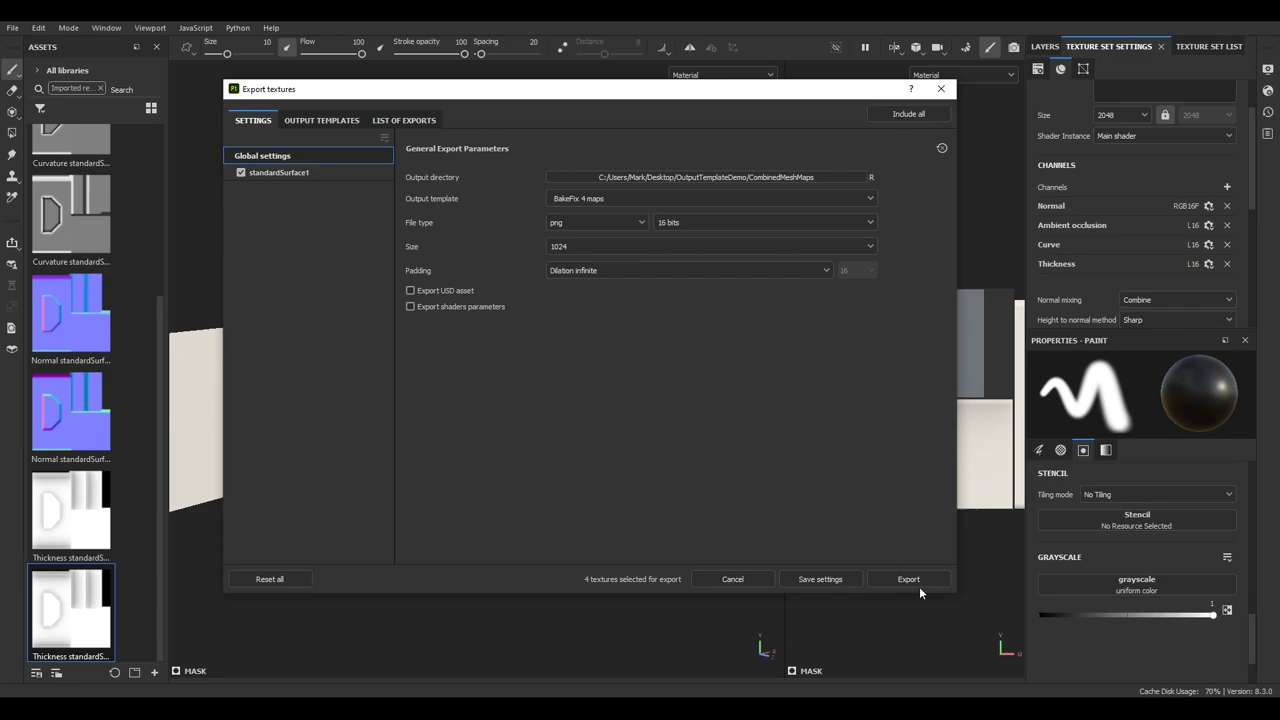 File Edit Mode Window Viewport JavaScript Python Help
ASSETS
Size 10 Flow 100 Stroke opacity 100 Spacing 20 Distance 8
LAYERS TEXTURE SET SETTINGS TEXTURE SET LIST
All libraries
Imported re... Search
Material Material
Pt Export textures ?
SETTINGS OUTPUT TEMPLATES LIST OF EXPORTS Include all
Global settings
standardSurface1
General Export Parameters
Output directory C:/Users/Mark/Desktop/OutputTemplateDemo/CombinedMeshMaps R
Output template BakeFix 4 maps
File type png 16 bits
Size 1024
Padding Dilation infinite 16
Export USD asset
Export shaders parameters
Reset all 4 textures selected for export Cancel Save settings Export
Curvature standardS...
Curvature standardS...
Normal standardSurf...
Normal standardSurf...
Thickness standardS...
Thickness standardS...
Size 2048 2048
Shader Instance Main shader
CHANNELS
Channels
Normal RGB16F
Ambient occlusion L16
Curve L16
Thickness L16
Normal mixing Combine
Height to normal method Sharp
PROPERTIES - PAINT
STENCIL
Tiling mode No Tiling
Stencil
No Resource Selected
GRAYSCALE
grayscale
uniform color
1
MASK MASK
Cache Disk Usage: 70% | Version: 8.3.0